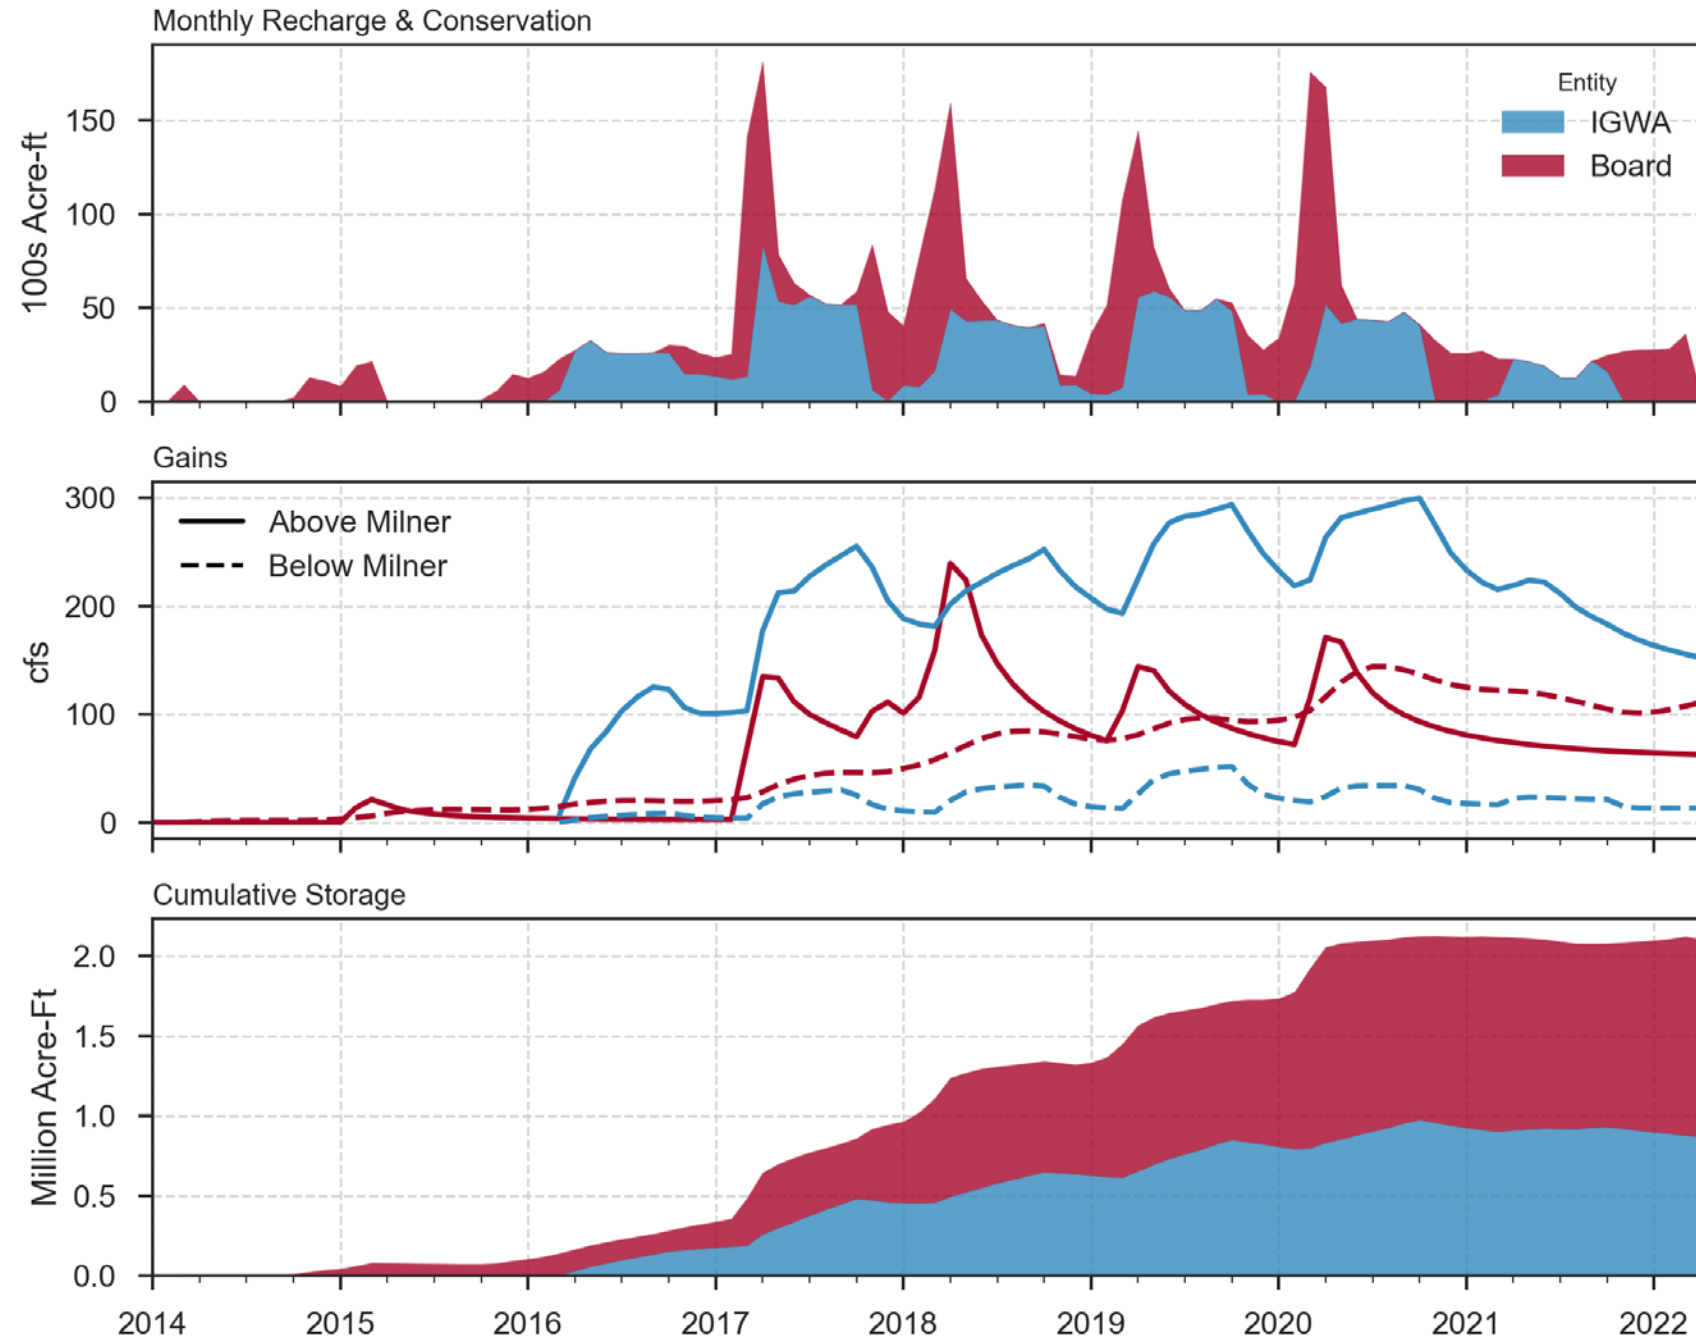 Monthly Recharge & Conservation
100s Acre-ft
150
100
50
0
Entity
IGWA
Board
Gains
cfs
300
200
100
0
Above Milner
Below Milner
Cumulative Storage
Million Acre-Ft
2.0
1.5
1.0
0.5
0.0
2014 2015 2016 2017 2018 2019 2020 2021 2022